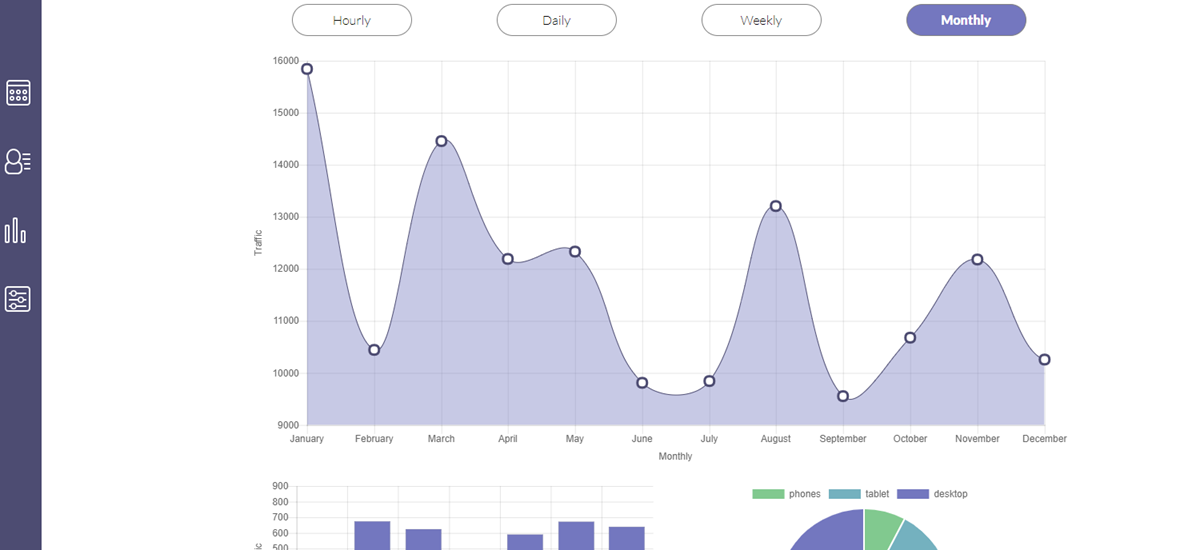 Hourly
Daily
Weekly
Monthly
16000
15000
14000
13000
12000
11000
10000
9000
Traffic
January February March April May June July August September October November December
Monthly
900
800
700
600
500
phones tablet desktop